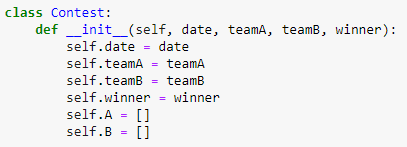 class Contest:
    def __init__(self, date, teamA, teamB, winner):
        self.date = date
        self.teamA = teamA
        self.teamB = teamB
        self.winner = winner
        self.A = []
        self.B = []